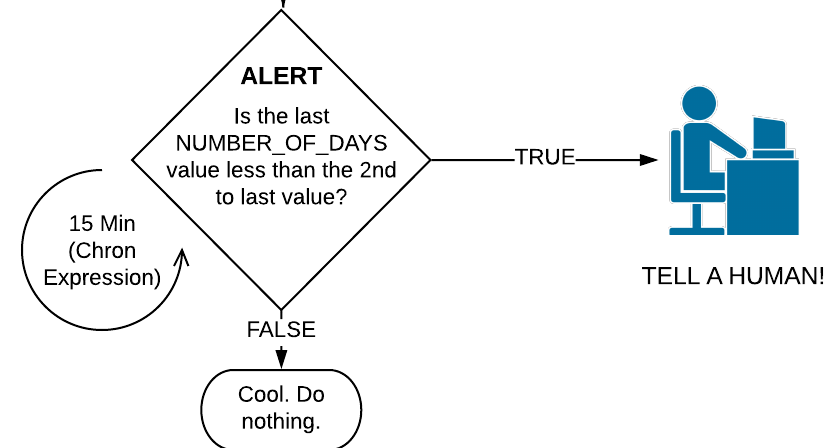 ALERT
Is the last
NUMBER_OF_DAYS
value less than the 2nd
to last value?
TRUE
15 Min
(Chron
Expression)
TELL A HUMAN!
FALSE
Cool. Do
nothing.